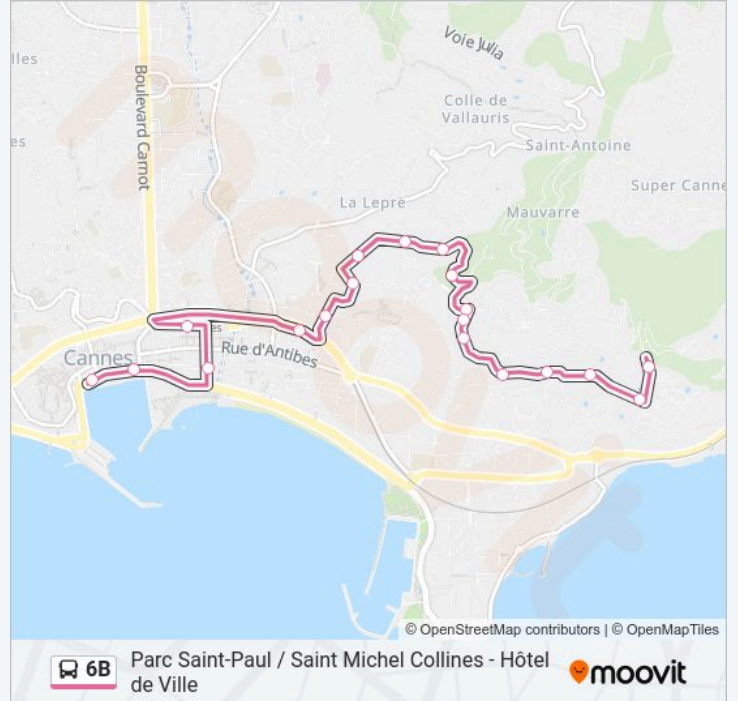 Voie Julia
lles
Boulevard Carnot
Colle de
Vallauris
es
Saint-Antoine
Super Canne
La Lepre
Mauvarre
es
Cannes
Rue d'Antibes
© OpenStreetMap contributors | © OpenMapTiles
6B
Parc Saint-Paul / Saint Michel Collines - Hôtel
de Ville
moovit